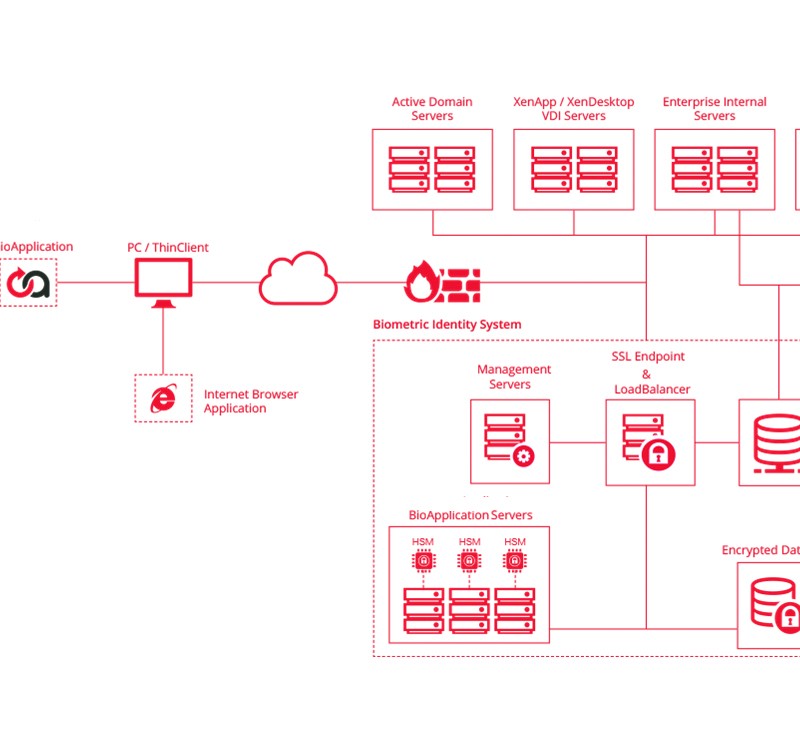 Active Domain
Servers
XenApp / XenDesktop
VDI Servers
Enterprise Internal
Servers
ioApplication
PC / ThinClient
Internet Browser
Application
Biometric Identity System
Management
Servers
SSL Endpoint
&
LoadBalancer
BioApplication Servers
HSM
HSM
HSM
Encrypted Dat